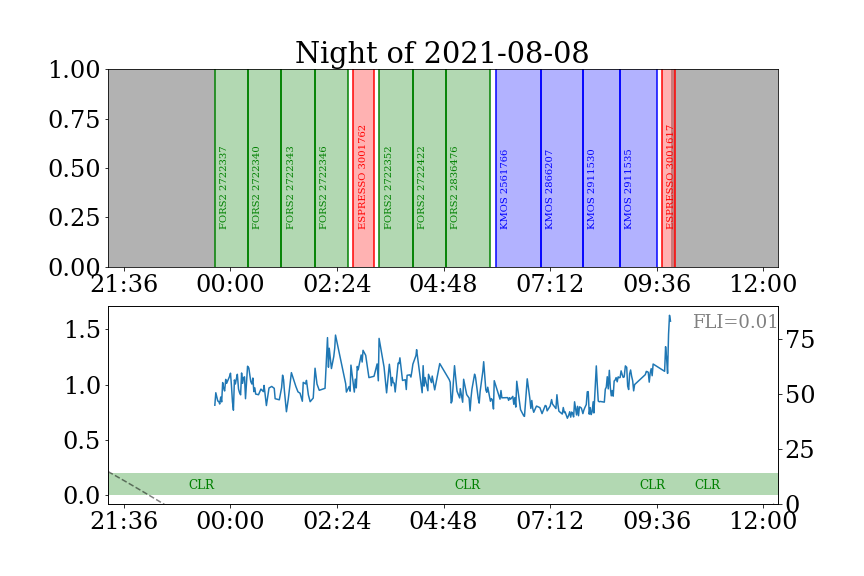 Night of 2021-08-08
1.00
0.75
0.50
0.25
0.00
FORS2 2722337
FORS2 2722340
FORS2 2722343
FORS2 2722346
ESPRESSO 3001762
FORS2 2722352
FORS2 2722422
FORS2 2836476
KMOS 2561766
KMOS 2866207
KMOS 2911530
KMOS 2911535
ESPRESSO 3001617
21:36 00:00 02:24 04:48 07:12 09:36 12:00
FLI=0.01
1.5
1.0
0.5
0.0
75
50
25
0
CLR CLR CLR CLR
21:36 00:00 02:24 04:48 07:12 09:36 12:00